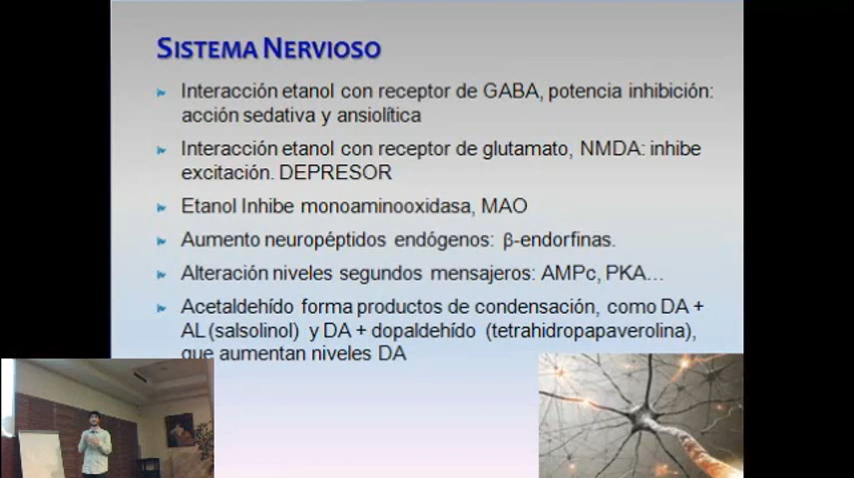 SISTEMA NERVIOSO
Interacción etanol con receptor de GABA, potencia inhibición:
acción sedativa y ansiolítica
Interacción etanol con receptor de glutamato, NMDA: inhibe
excitación. DEPRESOR
Etanol Inhibe monoaminooxidasa, MAO
Aumento neuropéptidos endógenos: β-endorfinas.
Alteración niveles segundos mensajeros: AMPc, PKA...
Acetaldehído forma productos de condensación, como DA +
AL (salsolinol) y DA + dopaldehído (tetrahidropapaverolina),
que aumentan niveles DA